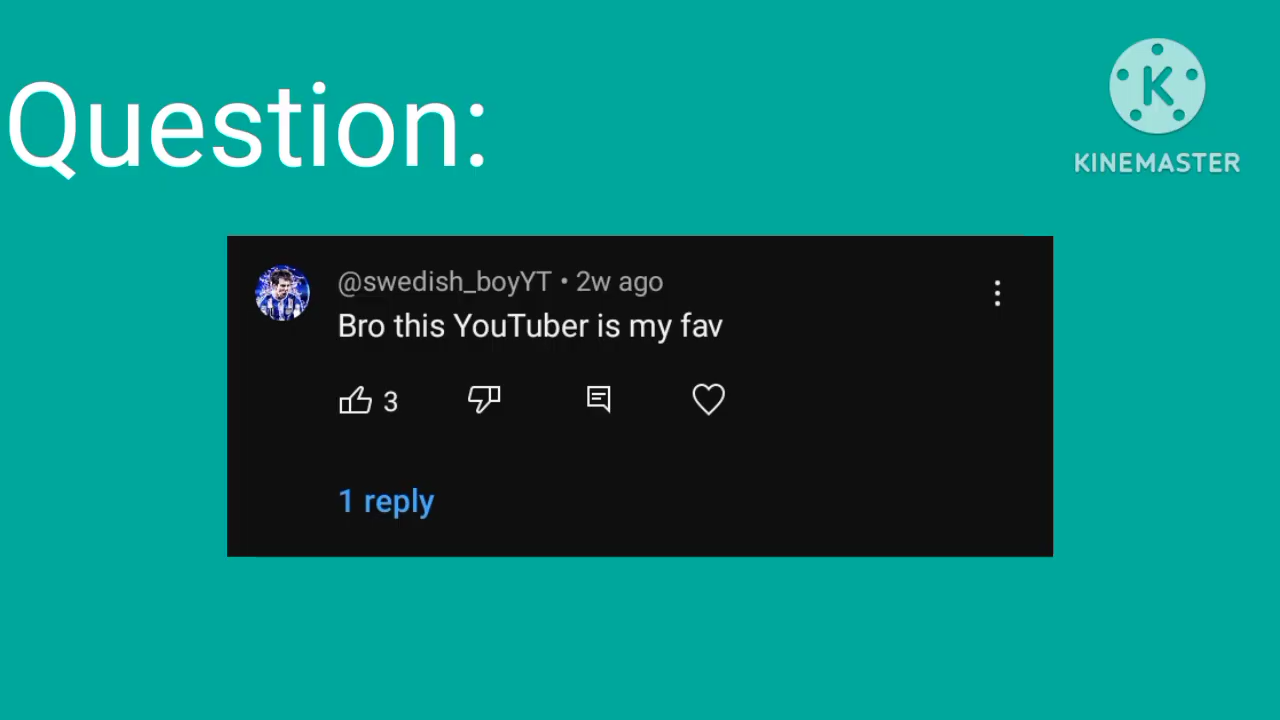 Question:
K
KINEMASTER
@swedish_boyYT • 2w ago
Bro this YouTuber is my fav
3
1 reply